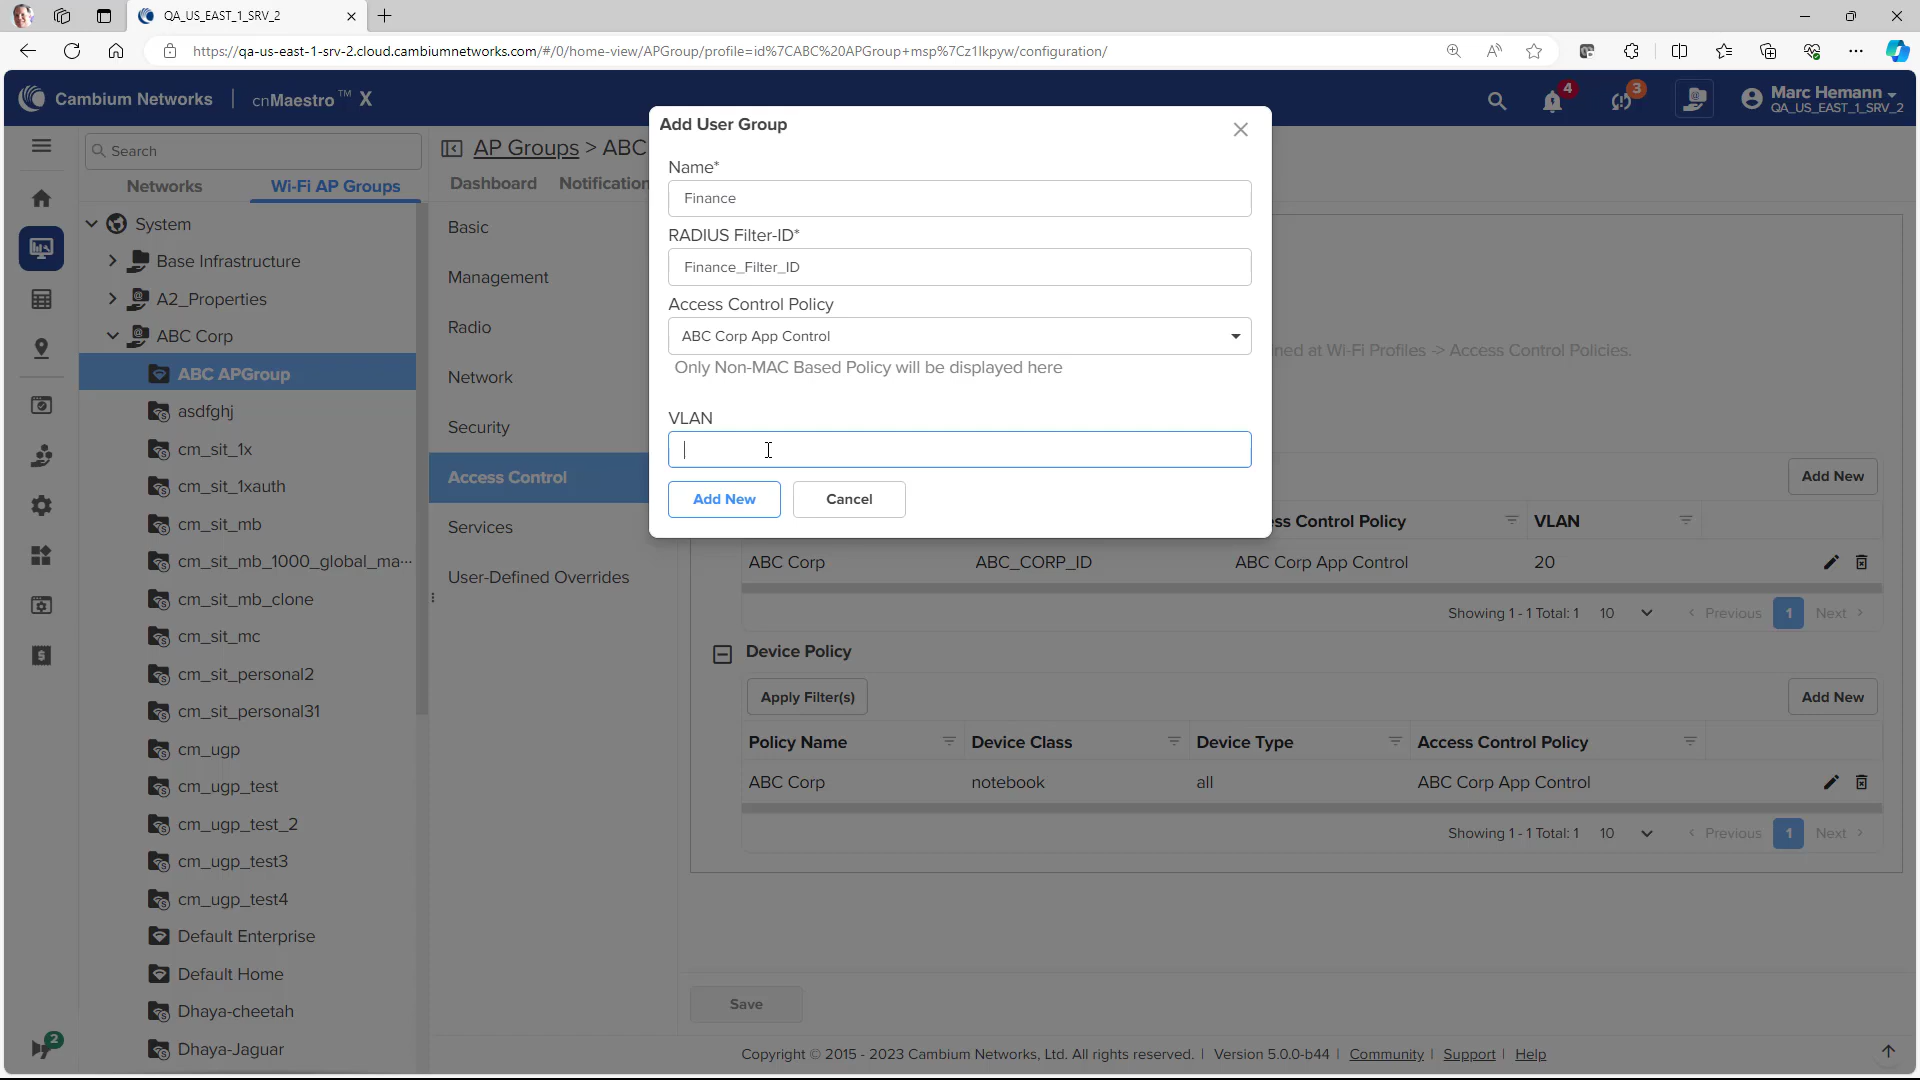 QA_US_EAST_1_SRV_2
https://qa-us-east-1-srv-2.cloud.cambiumnetworks.com/#/0/home-view/APGroup/profile=id%7CABC%20APGroup+msp%7Cz1lkpyw/configuration/
Cambium Networks | cnMaestro™ X
4
3
Marc Hemann
QA_US_EAST_1_SRV_2
Search
Networks
Wi-Fi AP Groups
System
Base Infrastructure
A2_Properties
ABC Corp
ABC APGroup
asdfghj
cm_sit_1x
cm_sit_1xauth
cm_sit_mb
cm_sit_mb_1000_global_ma...
cm_sit_mb_clone
cm_sit_mc
cm_sit_personal2
cm_sit_personal31
cm_ugp
cm_ugp_test
cm_ugp_test_2
cm_ugp_test3
cm_ugp_test4
Default Enterprise
Default Home
Dhaya-cheetah
Dhaya-Jaguar
2
AP Groups > ABC
Dashboard Notification
Basic
Management
Radio
Network
Security
Access Control
Services
User-Defined Overrides
Add User Group
Name*
Finance
RADIUS Filter-ID*
Finance_Filter_ID
Access Control Policy
ABC Corp App Control
Only Non-MAC Based Policy will be displayed here
VLAN
Add New
Cancel
ned at Wi-Fi Profiles -> Access Control Policies.
Add New
ss Control Policy VLAN
ABC Corp ABC_CORP_ID ABC Corp App Control 20
Showing 1 - 1 Total: 1 10 < Previous 1 Next >
Device Policy
Apply Filter(s)
Add New
Policy Name Device Class Device Type Access Control Policy
ABC Corp notebook all ABC Corp App Control
Showing 1 - 1 Total: 1 10 < Previous 1 Next >
Save
Copyright © 2015 - 2023 Cambium Networks, Ltd. All rights reserved. | Version 5.0.0-b44 | Community | Support | Help